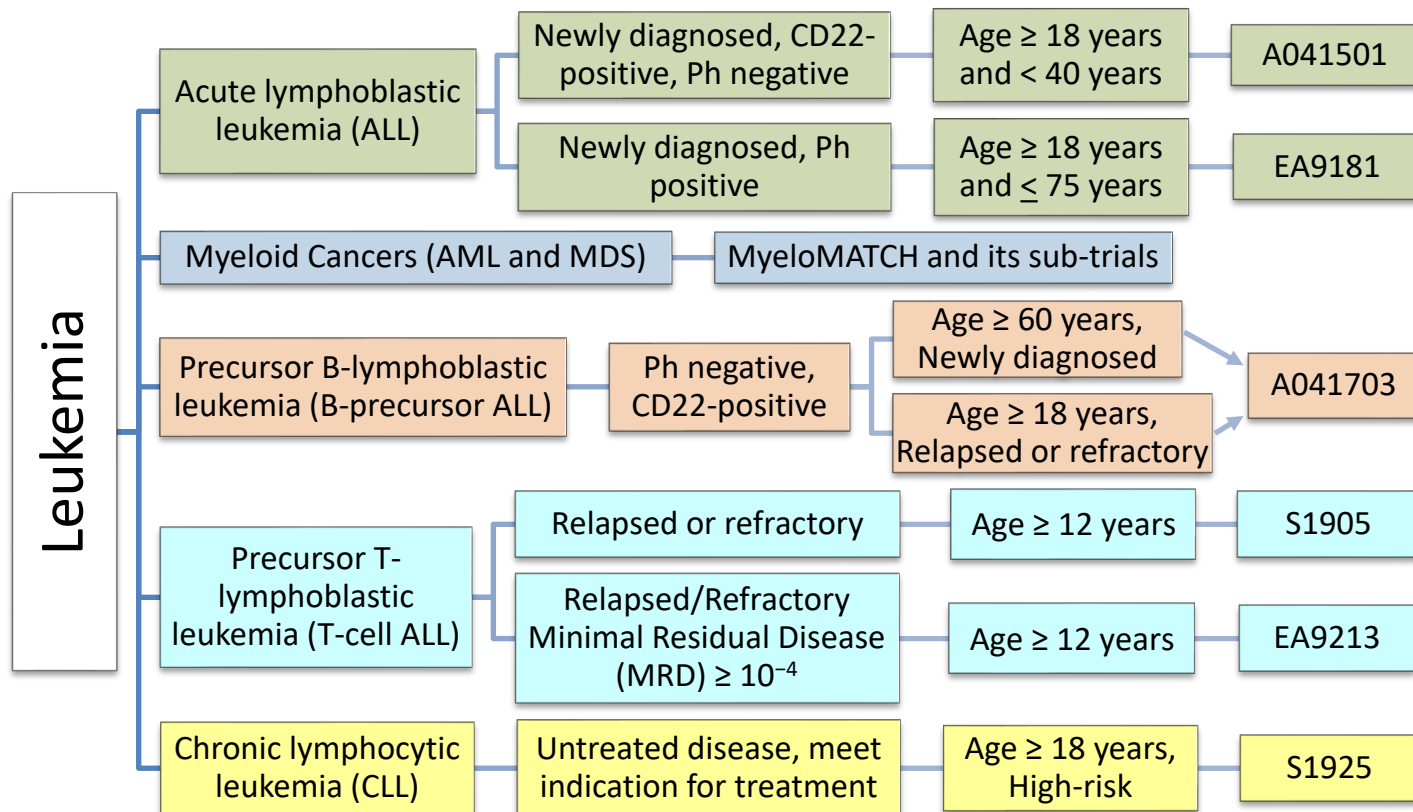 Leukemia
Acute lymphoblastic
leukemia (ALL)
Newly diagnosed, CD22-
positive, Ph negative
Age ≥ 18 years
and < 40 years
A041501
Newly diagnosed, Ph
positive
Age ≥ 18 years
and ≤ 75 years
EA9181
Myeloid Cancers (AML and MDS)
MyeloMATCH and its sub-trials
Precursor B-lymphoblastic
leukemia (B-precursor ALL)
Ph negative,
CD22-positive
Age ≥ 60 years,
Newly diagnosed
Age ≥ 18 years,
Relapsed or refractory
A041703
Precursor T-
lymphoblastic
leukemia (T-cell ALL)
Relapsed or refractory
Age ≥ 12 years
S1905
Relapsed/Refractory
Minimal Residual Disease
(MRD) ≥ 10⁻⁴
Age ≥ 12 years
EA9213
Chronic lymphocytic
leukemia (CLL)
Untreated disease, meet
indication for treatment
Age ≥ 18 years,
High-risk
S1925